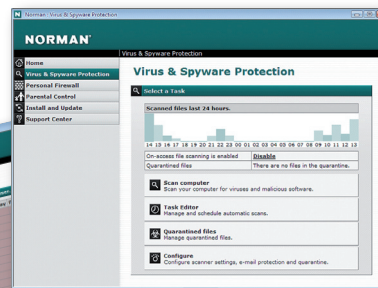 Norman - Virus & Spyware Protection
NORMAN
Virus & Spyware Protection
Home
Virus & Spyware Protection
Personal Firewall
Parental Control
Install and Update
Support Center
Virus & Spyware Protection
Select a Task
Scanned files last 24 hours.
14 15 16 17 18 19 20 21 22 23 00 01 02 03 04 05 06 07 08 09 10 11 12 13
On-access file scanning is enabled Disable
Quarantined files There are no files in the quarantine.
Scan computer
Scan your computer for viruses and malicious software.
Task Editor
Manage and schedule automatic scans.
Quarantined files
Manage quarantined files.
Configure
Configure scanner settings, e-mail protection and quarantine.